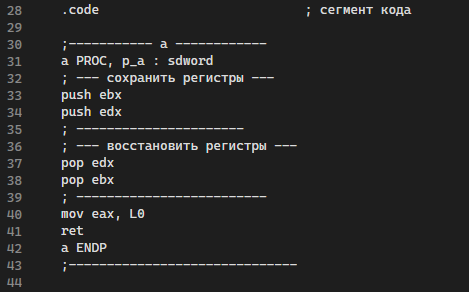 28 .code ; сегмент кода
29
30 ;----------- a ------------
31 a PROC, p_a : sdword
32 ; --- сохранить регистры ---
33 push ebx
34 push edx
35 ; ----------------------
36 ; --- восстановить регистры ---
37 pop edx
38 pop ebx
39 ; -------------------------
40 mov eax, L0
41 ret
42 a ENDP
43 ;------------------------------
44